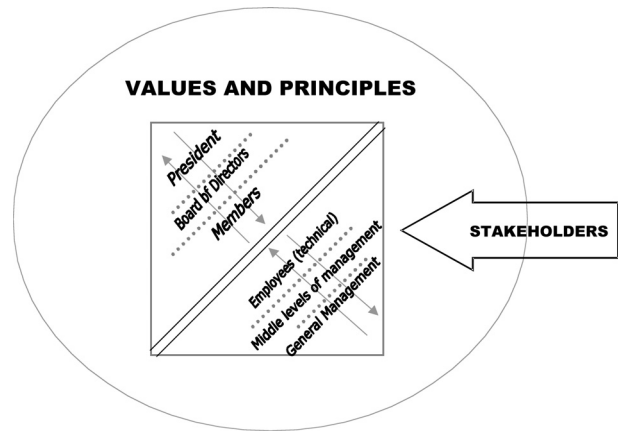 VALUES AND PRINCIPLES
President
Board of Directors
Members
Employees (technical)
Middle levels of management
General Management
STAKEHOLDERS